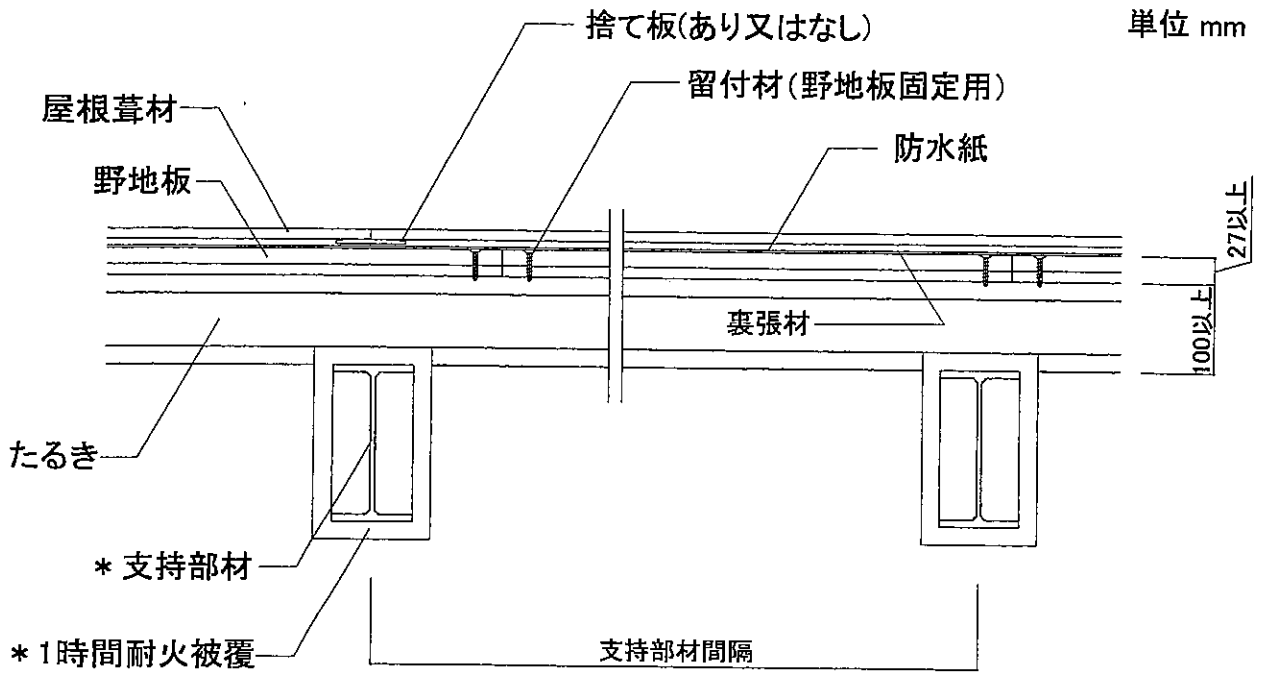 捨て板(あり又はなし)
単位 mm
留付材(野地板固定用)
屋根葺材
防水紙
野地板
27以上
裏張材
100以上
たるき
* 支持部材
* 1時間耐火被覆
支持部材間隔